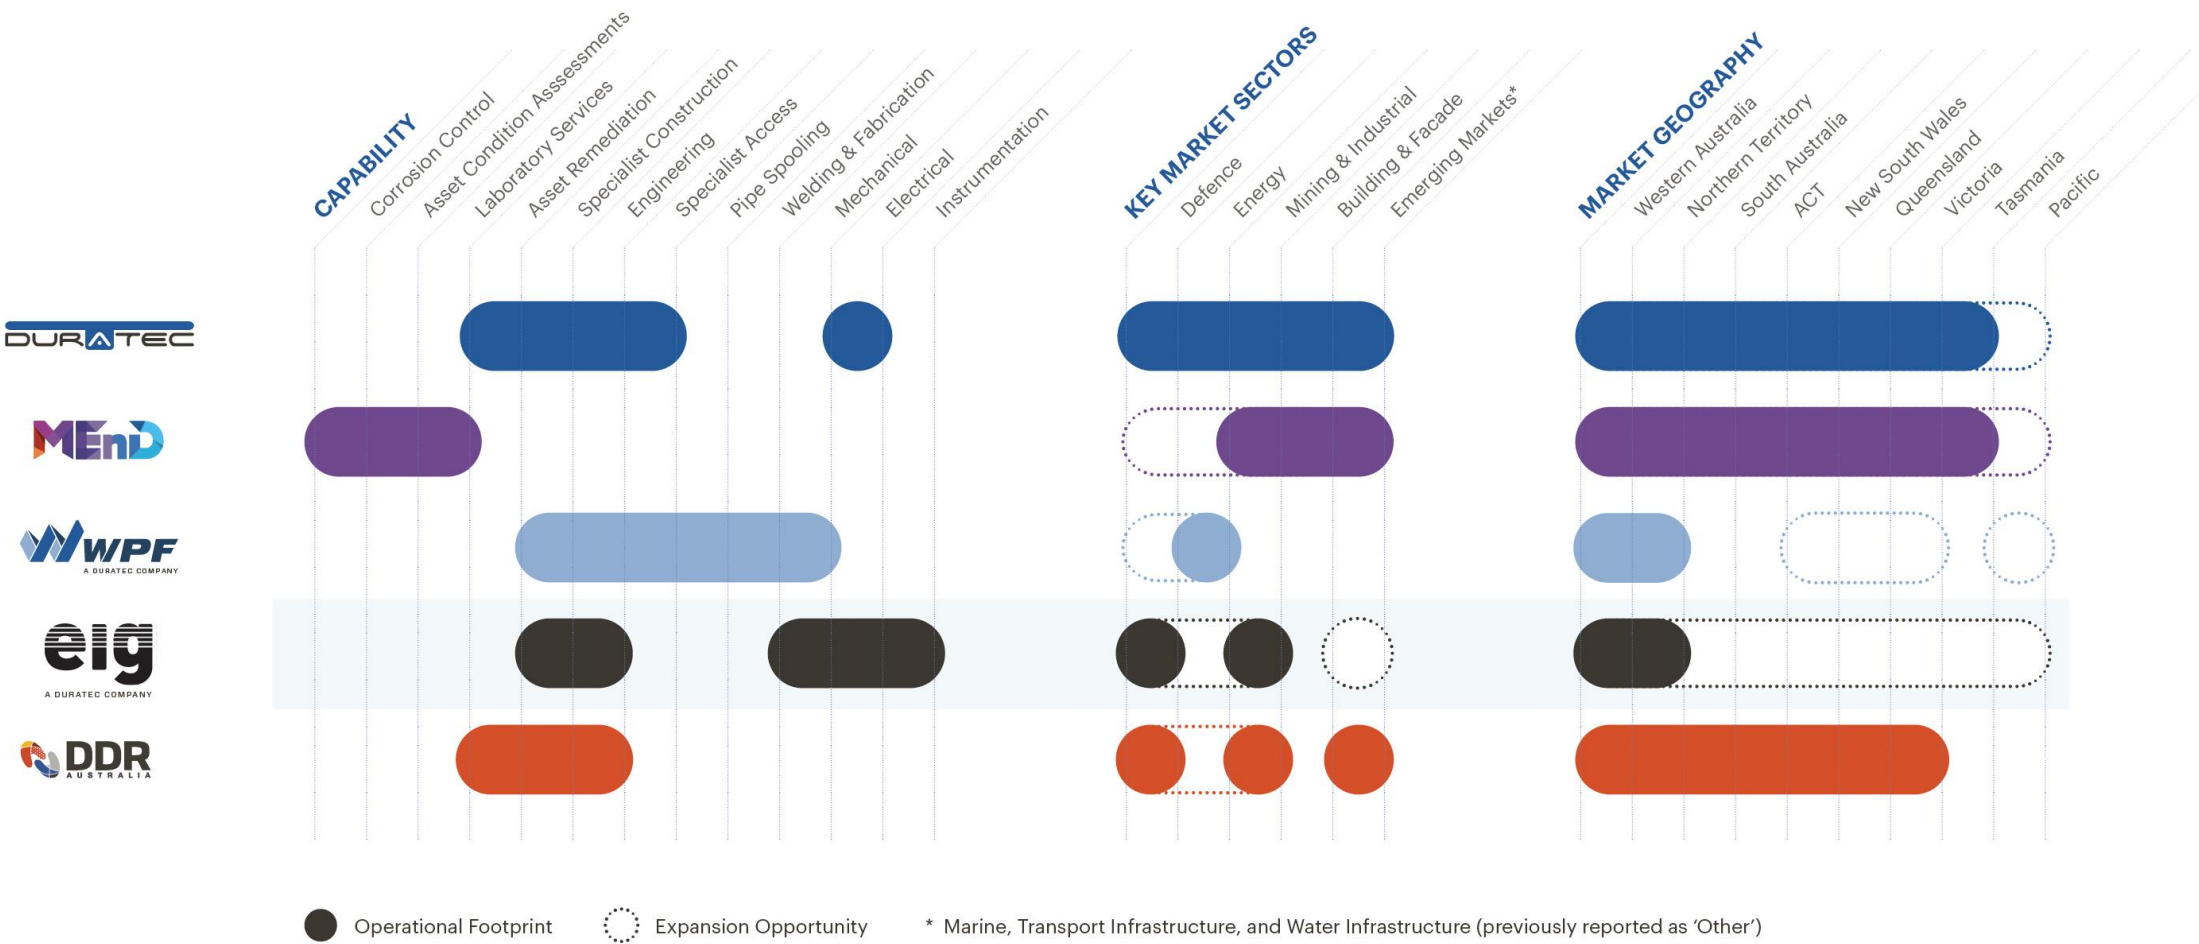 CAPABILITY
Corrosion Control
Asset Condition Asssessments
Laboratory Services
Asset Remediation
Specialist Construction
Engineering
Specialist Access
Pipe Spooling
Welding & Fabrication
Mechanical
Electrical
Instrumentation
KEY MARKET SECTORS
Defence
Energy
Mining & Industrial
Building & Facade
Emerging Markets*
MARKET GEOGRAPHY
Western Australia
Northern Territory
South Australia
ACT
New South Wales
Queensland
Victoria
Tasmania
Pacific
DURATEC
MEnD
WPF
A DURATEC COMPANY
eig
A DURATEC COMPANY
DDR
AUSTRALIA
Operational Footprint
Expansion Opportunity
* Marine, Transport Infrastructure, and Water Infrastructure (previously reported as ‘Other’)